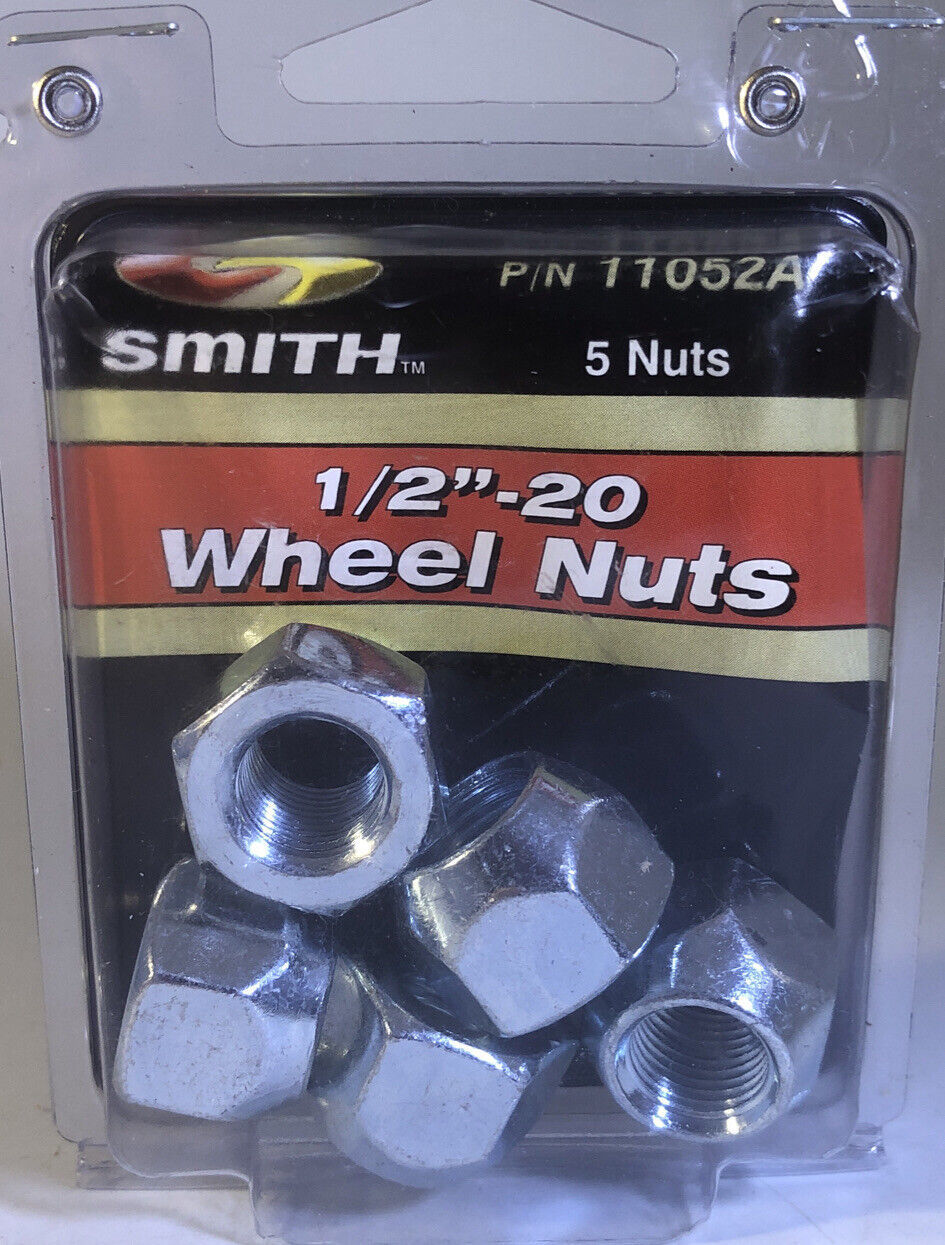 P/N 11052A
SMITH™
5 Nuts
1/2”-20
Wheel Nuts